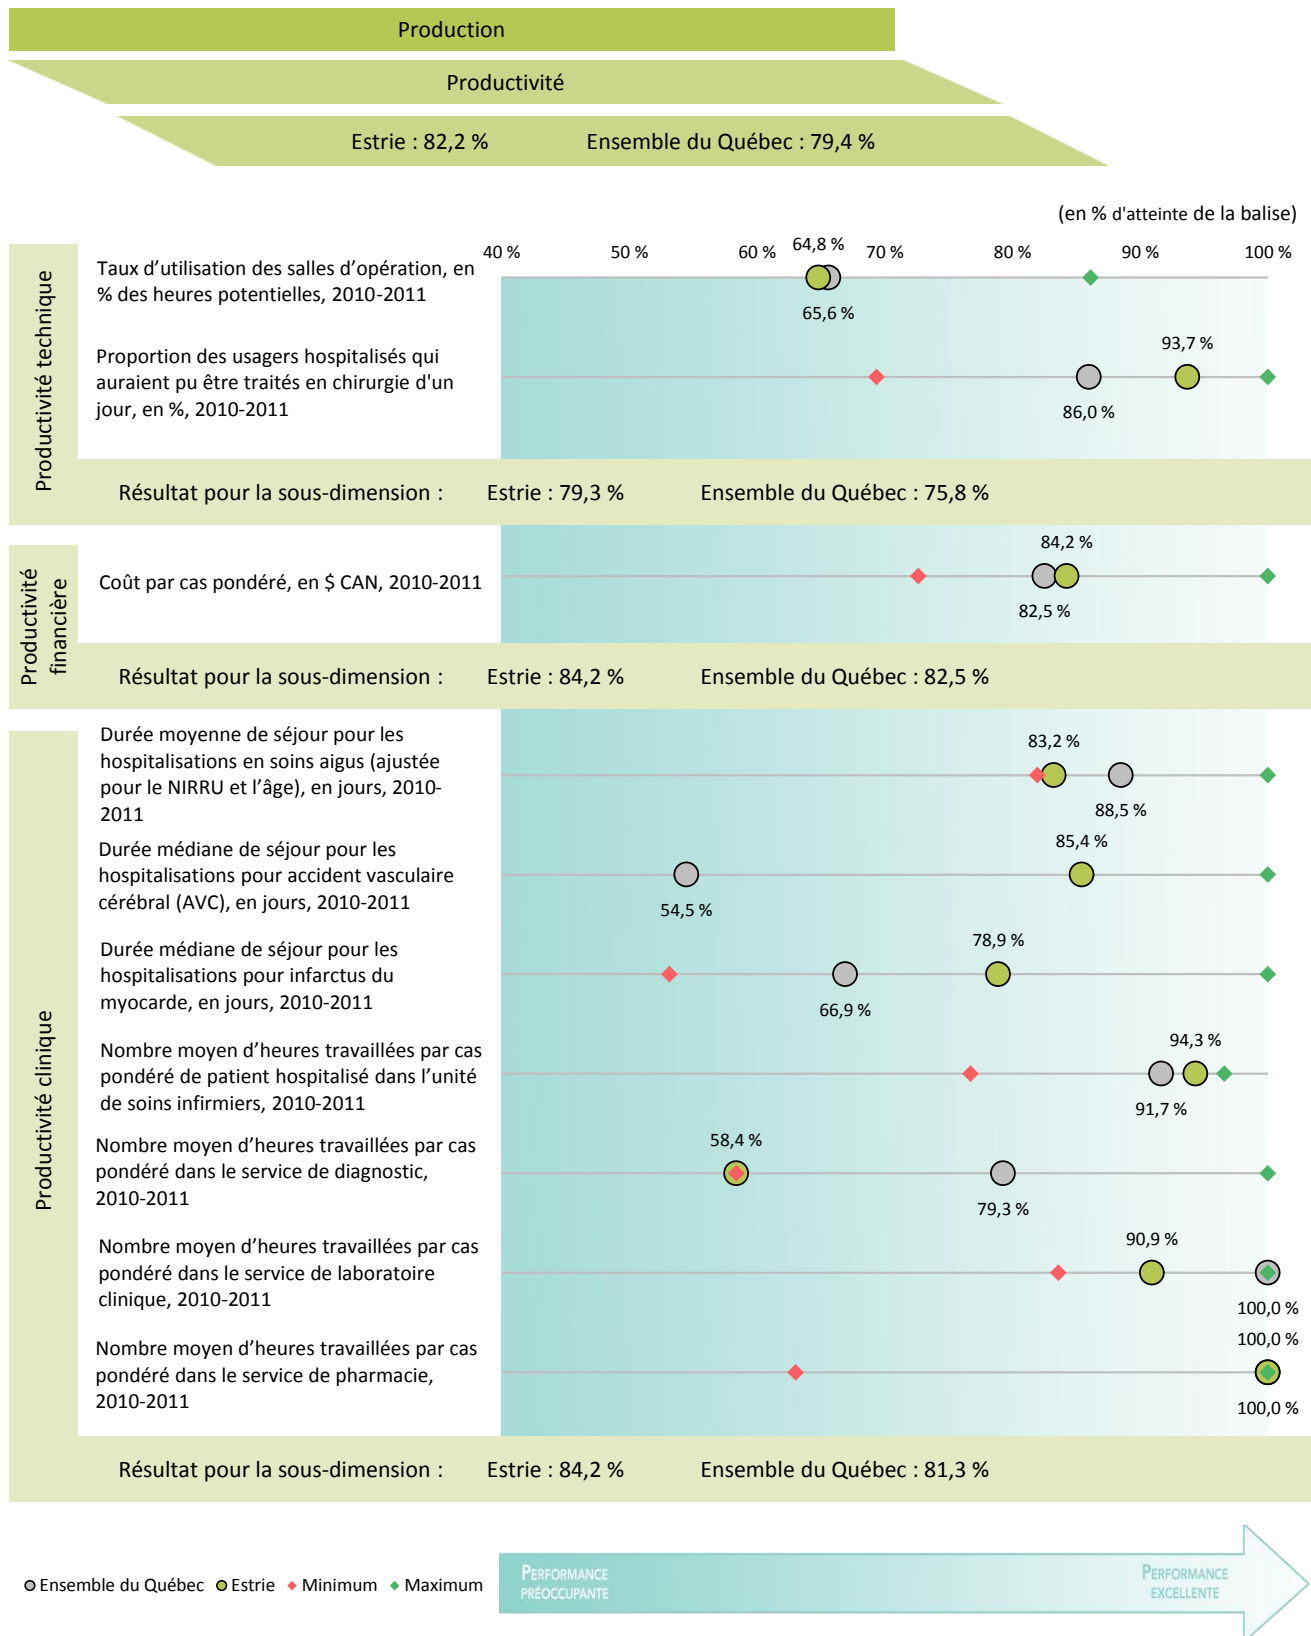 Production
Productivité
Estrie : 82,2 % Ensemble du Québec : 79,4 %
(en % d'atteinte de la balise)
40 % 50 % 60 % 70 % 80 % 90 % 100 %
Productivité technique
Taux d’utilisation des salles d’opération, en
% des heures potentielles, 2010-2011
64,8 %
65,6 %
Proportion des usagers hospitalisés qui
auraient pu être traités en chirurgie d'un
jour, en %, 2010-2011
93,7 %
86,0 %
Résultat pour la sous-dimension : Estrie : 79,3 % Ensemble du Québec : 75,8 %
Productivité
financière
Coût par cas pondéré, en $ CAN, 2010-2011
84,2 %
82,5 %
Résultat pour la sous-dimension : Estrie : 84,2 % Ensemble du Québec : 82,5 %
Productivité clinique
Durée moyenne de séjour pour les
hospitalisations en soins aigus (ajustée
pour le NIRRU et l’âge), en jours, 2010-
2011
83,2 %
88,5 %
Durée médiane de séjour pour les
hospitalisations pour accident vasculaire
cérébral (AVC), en jours, 2010-2011
85,4 %
54,5 %
Durée médiane de séjour pour les
hospitalisations pour infarctus du
myocarde, en jours, 2010-2011
78,9 %
66,9 %
Nombre moyen d’heures travaillées par cas
pondéré de patient hospitalisé dans l’unité
de soins infirmiers, 2010-2011
94,3 %
91,7 %
Nombre moyen d’heures travaillées par cas
pondéré dans le service de diagnostic,
2010-2011
58,4 %
79,3 %
Nombre moyen d’heures travaillées par cas
pondéré dans le service de laboratoire
clinique, 2010-2011
90,9 %
100,0 %
Nombre moyen d’heures travaillées par cas
pondéré dans le service de pharmacie,
2010-2011
100,0 %
100,0 %
Résultat pour la sous-dimension : Estrie : 84,2 % Ensemble du Québec : 81,3 %
Ensemble du Québec Estrie Minimum Maximum
PERFORMANCE
PRÉOCCUPANTE
PERFORMANCE
EXCELLENTE